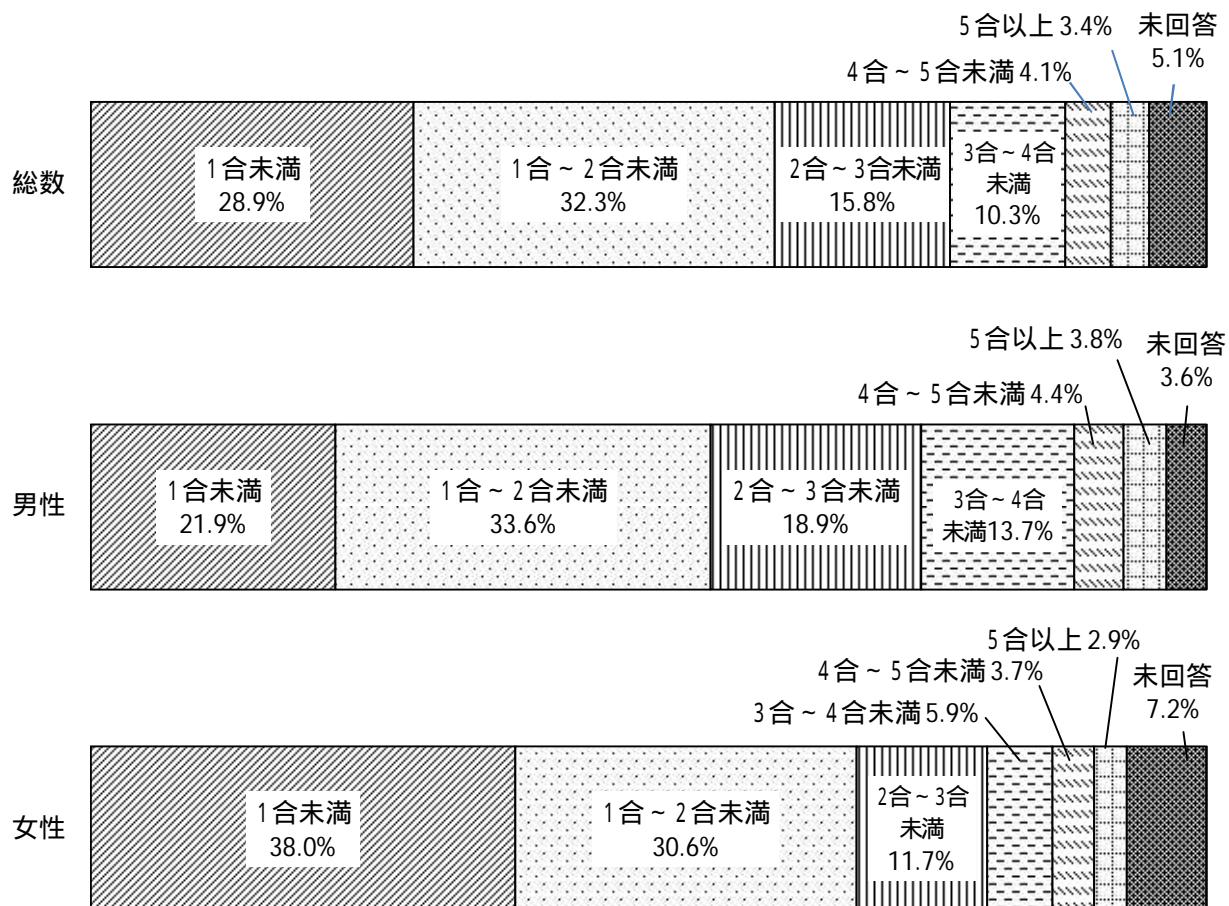 5合以上 3.4%
未回答
5.1%
4合～5合未満 4.1%
総数
1合未満
28.9%
1合～2合未満
32.3%
2合～3合未満
15.8%
3合～4合
未満
10.3%
5合以上 3.8%
未回答
3.6%
4合～5合未満 4.4%
男性
1合未満
21.9%
1合～2合未満
33.6%
2合～3合未満
18.9%
3合～4合
未満13.7%
5合以上 2.9%
4合～5合未満 3.7%
未回答
7.2%
3合～4合未満 5.9%
女性
1合未満
38.0%
1合～2合未満
30.6%
2合～3合
未満
11.7%